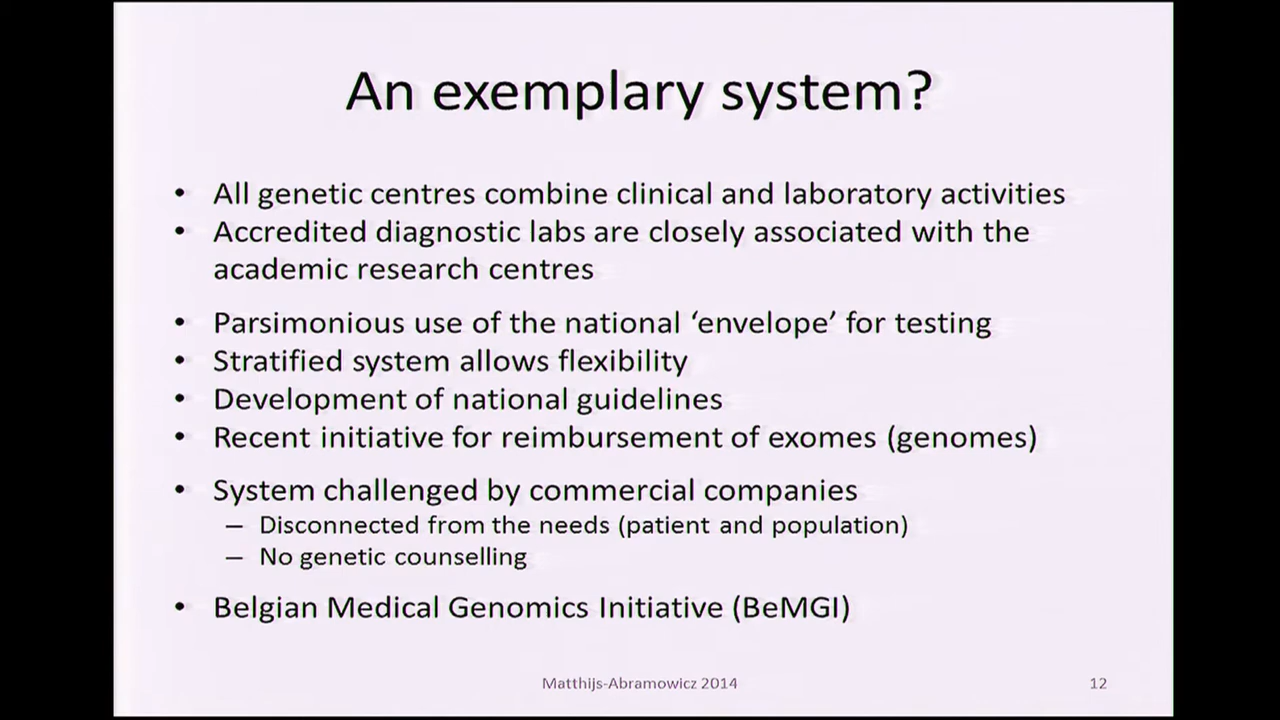 An exemplary system?
• All genetic centres combine clinical and laboratory activities
• Accredited diagnostic labs are closely associated with the
academic research centres
• Parsimonious use of the national ‘envelope’ for testing
• Stratified system allows flexibility
• Development of national guidelines
• Recent initiative for reimbursement of exomes (genomes)
• System challenged by commercial companies
– Disconnected from the needs (patient and population)
– No genetic counselling
• Belgian Medical Genomics Initiative (BeMGI)
Matthijs-Abramowicz 2014
12